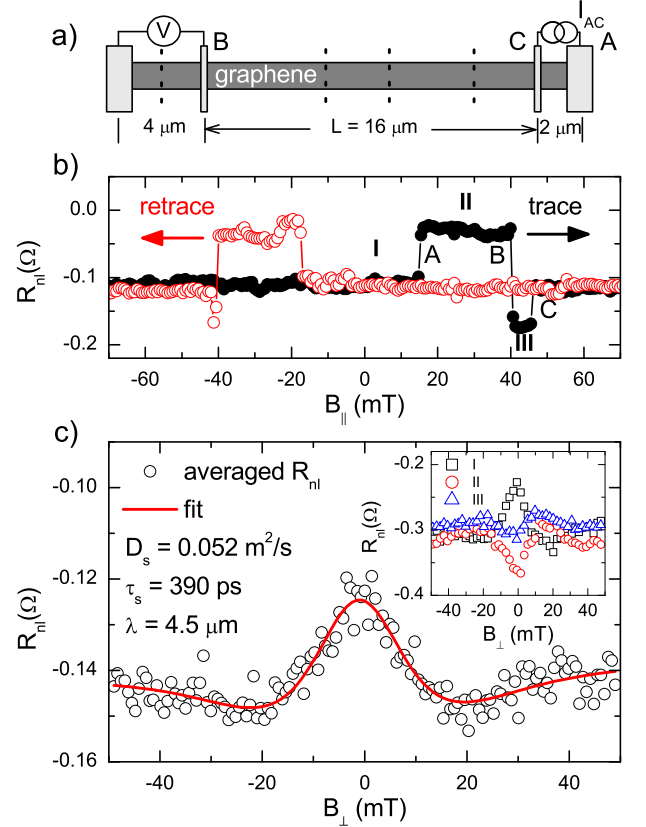 a)
V
B
C
I_AC
A
graphene
4 μm
L = 16 μm
2 μm
b)
0.0
-0.1
-0.2
R_nl(Ω)
retrace
I
II
trace
A
B
C
III
-60
-40
-20
0
20
40
60
B_∥ (mT)
c)
-0.10
-0.12
-0.14
-0.16
R_nl(Ω)
averaged R_nl
fit
D_s = 0.052 m²/s
τ_s = 390 ps
λ = 4.5 μm
-0.2
-0.3
-0.4
R_nl(Ω)
I
II
III
-40
-20
0
20
40
B_⊥ (mT)
-40
-20
0
20
40
B_⊥ (mT)